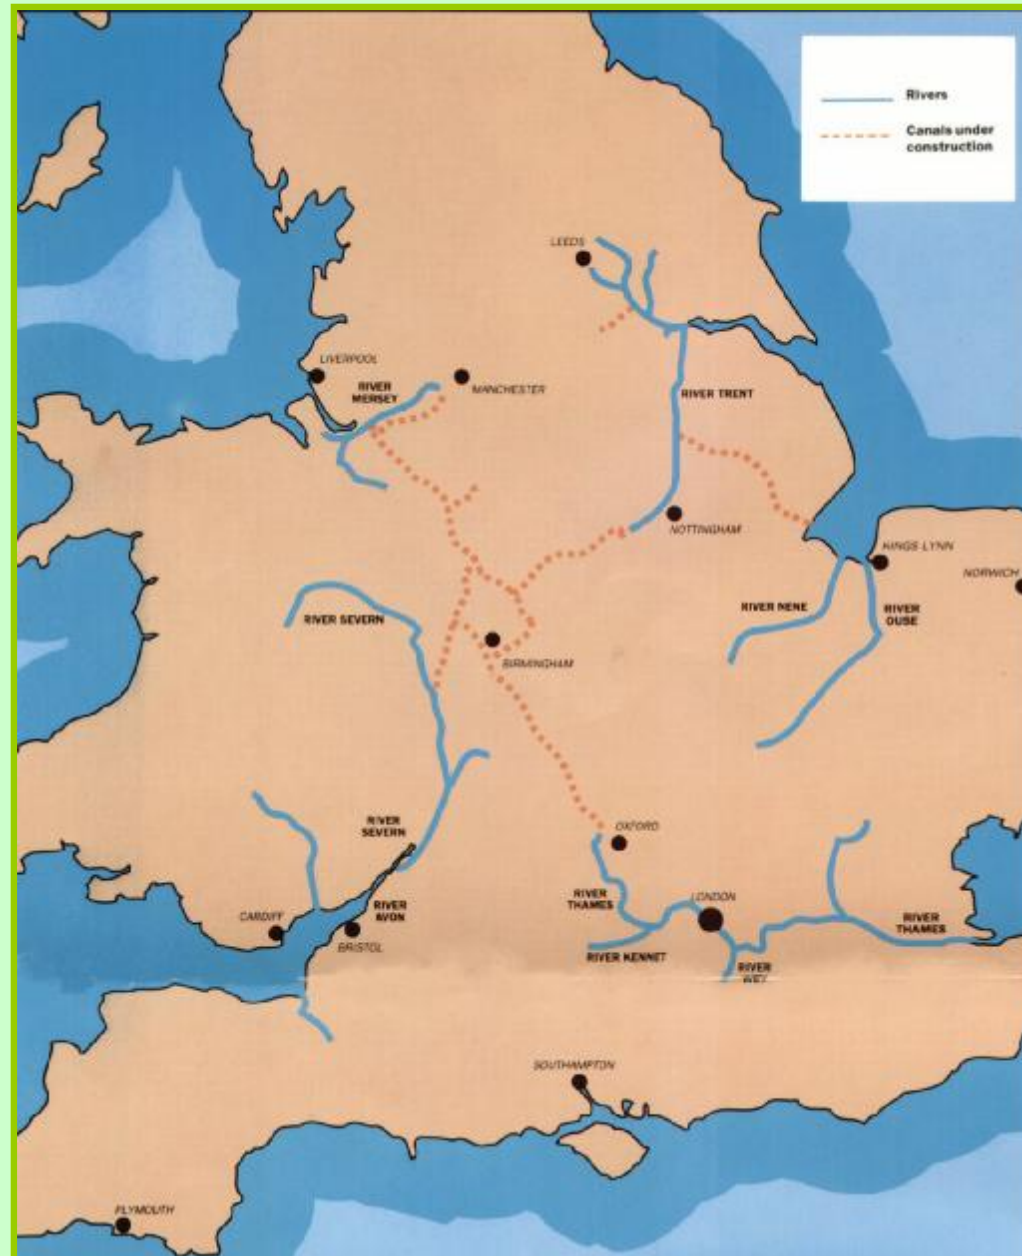 Rivers
Canals under
construction
LEEDS
LIVERPOOL
RIVER
MERSEY
MANCHESTER
RIVER TRENT
NOTTINGHAM
KINGS LYNN
NORWICH
RIVER NENE
RIVER
OUSE
RIVER SEVERN
BIRMINGHAM
RIVER
SEVERN
OXFORD
RIVER
THAMES
LONDON
RIVER
AVON
CARDIFF
BRISTOL
RIVER KENNET
RIVER
THAMES
RIVER
WEY
SOUTHAMPTON
PLYMOUTH